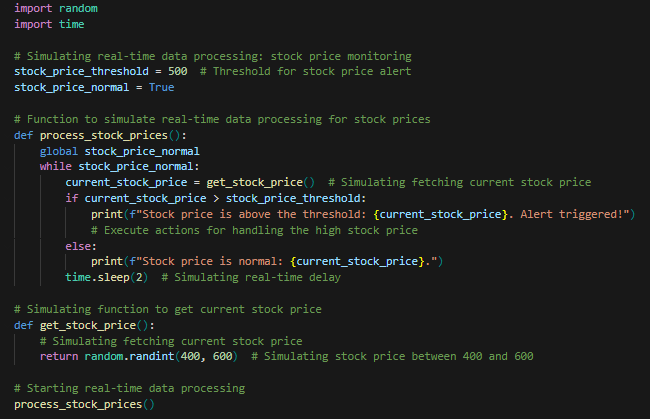 import random
import time

# Simulating real-time data processing: stock price monitoring
stock_price_threshold = 500  # Threshold for stock price alert
stock_price_normal = True

# Function to simulate real-time data processing for stock prices
def process_stock_prices():
    global stock_price_normal
    while stock_price_normal:
        current_stock_price = get_stock_price()  # Simulating fetching current stock price
        if current_stock_price > stock_price_threshold:
            print(f"Stock price is above the threshold: {current_stock_price}. Alert triggered!")
            # Execute actions for handling the high stock price
        else:
            print(f"Stock price is normal: {current_stock_price}.")
        time.sleep(2)  # Simulating real-time delay

# Simulating function to get current stock price
def get_stock_price():
    # Simulating fetching current stock price
    return random.randint(400, 600)  # Simulating stock price between 400 and 600

# Starting real-time data processing
process_stock_prices()